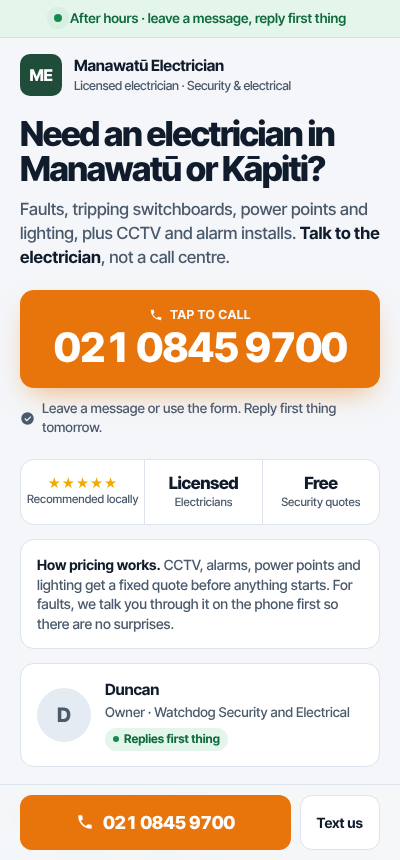 After hours · leave a message, reply first thing
ME
Manawatū Electrician
Licensed electrician · Security & electrical
Need an electrician in
Manawatū or Kāpiti?
Faults, tripping switchboards, power points and
lighting, plus CCTV and alarm installs. Talk to the
electrician, not a call centre.
TAP TO CALL
021 0845 9700
Leave a message or use the form. Reply first thing
tomorrow.
★★★★★
Recommended locally
Licensed
Electricians
Free
Security quotes
How pricing works. CCTV, alarms, power points and
lighting get a fixed quote before anything starts. For
faults, we talk you through it on the phone first so
there are no surprises.
D
Duncan
Owner · Watchdog Security and Electrical
Replies first thing
021 0845 9700
Text us